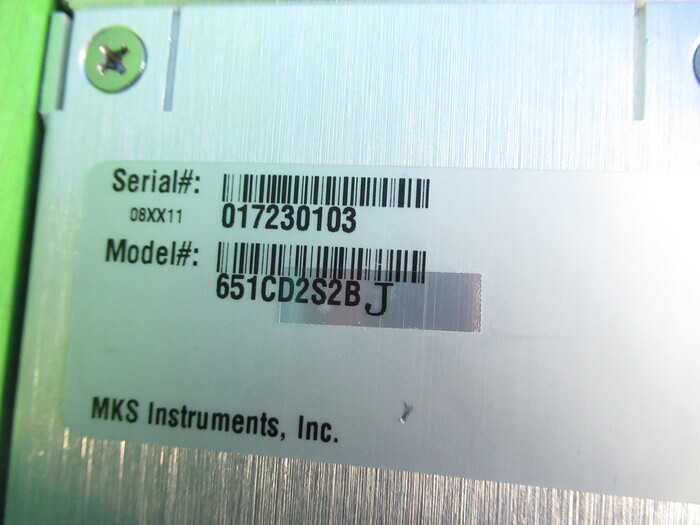 Serial#:
08XX11 017230103
Model#:
651CD2S2BJ
MKS Instruments, Inc.